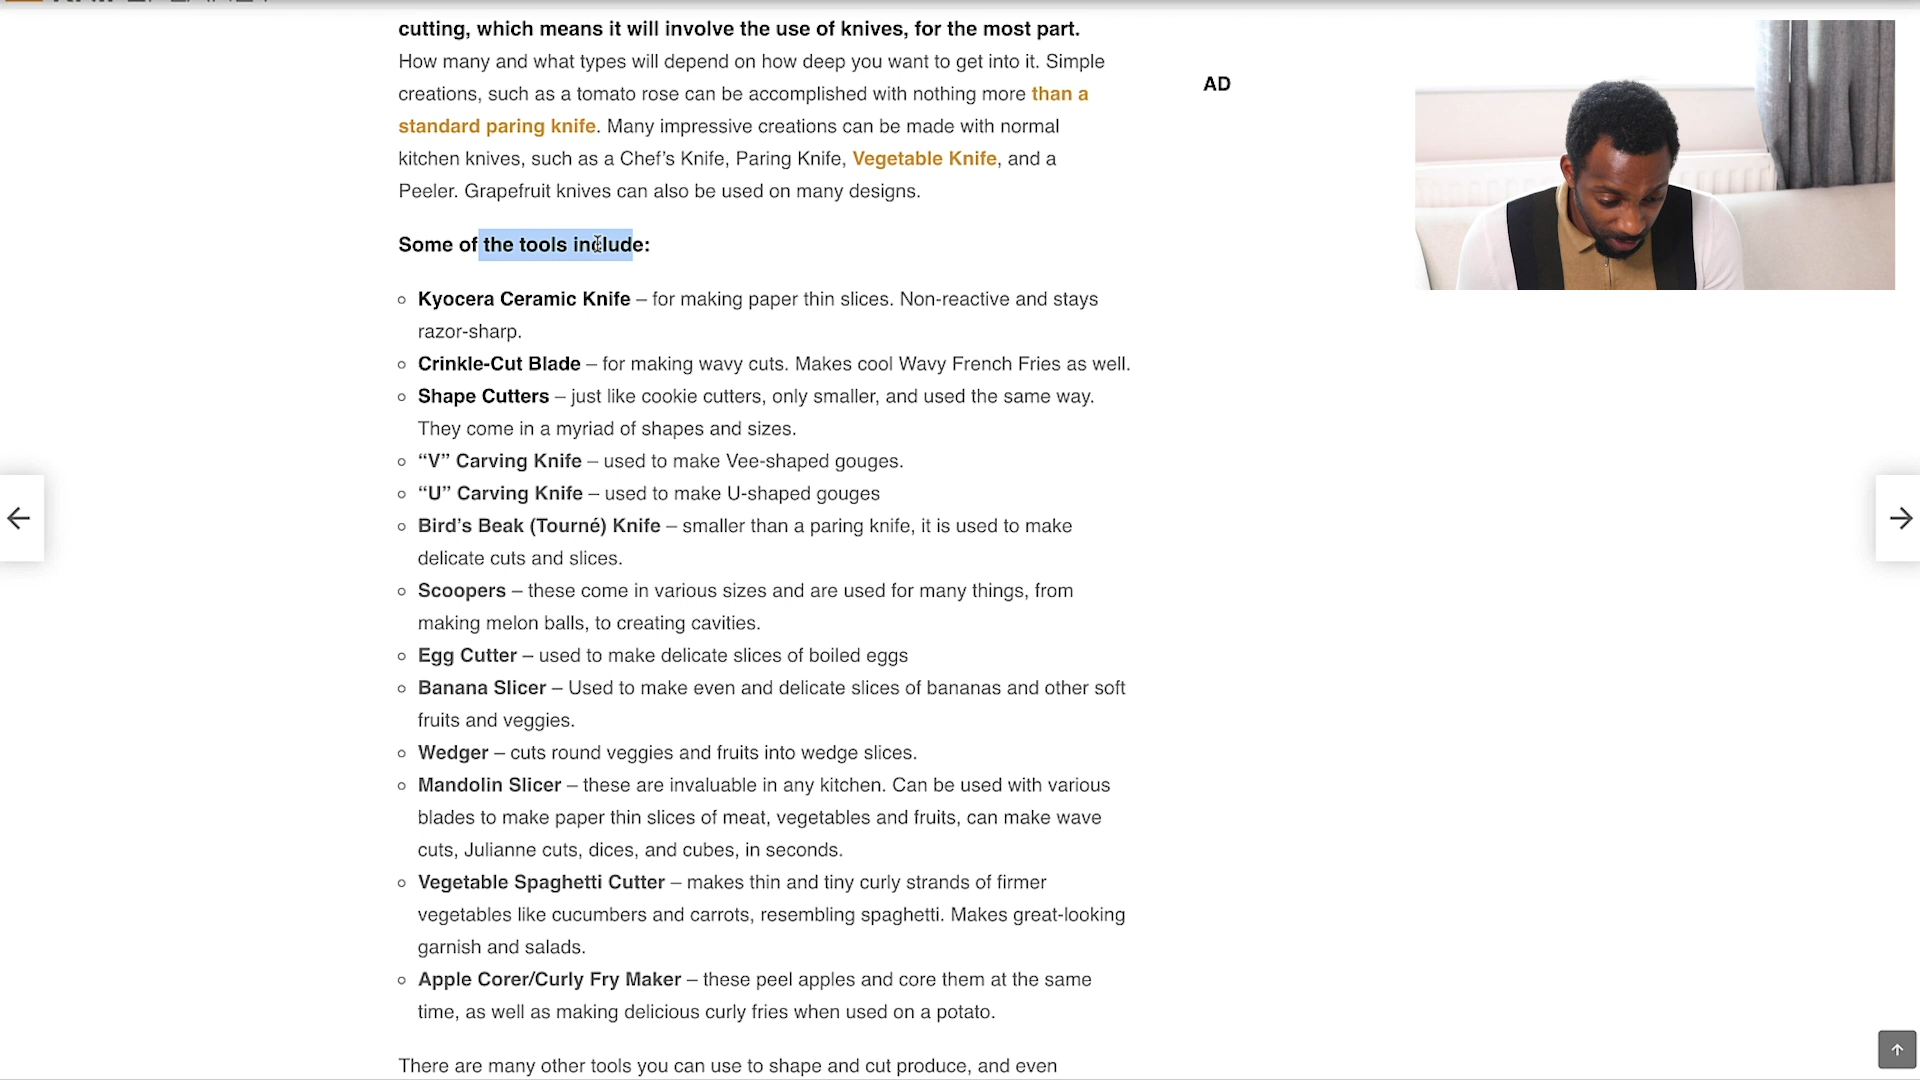 cutting, which means it will involve the use of knives, for the most part.
How many and what types will depend on how deep you want to get into it. Simple
creations, such as a tomato rose can be accomplished with nothing more than a
standard paring knife. Many impressive creations can be made with normal
kitchen knives, such as a Chef’s Knife, Paring Knife, Vegetable Knife, and a
Peeler. Grapefruit knives can also be used on many designs.
AD
Some of the tools include:
Kyocera Ceramic Knife – for making paper thin slices. Non-reactive and stays
razor-sharp.
Crinkle-Cut Blade – for making wavy cuts. Makes cool Wavy French Fries as well.
Shape Cutters – just like cookie cutters, only smaller, and used the same way.
They come in a myriad of shapes and sizes.
“V” Carving Knife – used to make Vee-shaped gouges.
“U” Carving Knife – used to make U-shaped gouges
Bird’s Beak (Tourné) Knife – smaller than a paring knife, it is used to make
delicate cuts and slices.
Scoopers – these come in various sizes and are used for many things, from
making melon balls, to creating cavities.
Egg Cutter – used to make delicate slices of boiled eggs
Banana Slicer – Used to make even and delicate slices of bananas and other soft
fruits and veggies.
Wedger – cuts round veggies and fruits into wedge slices.
Mandolin Slicer – these are invaluable in any kitchen. Can be used with various
blades to make paper thin slices of meat, vegetables and fruits, can make wave
cuts, Julianne cuts, dices, and cubes, in seconds.
Vegetable Spaghetti Cutter – makes thin and tiny curly strands of firmer
vegetables like cucumbers and carrots, resembling spaghetti. Makes great-looking
garnish and salads.
Apple Corer/Curly Fry Maker – these peel apples and core them at the same
time, as well as making delicious curly fries when used on a potato.
There are many other tools you can use to shape and cut produce, and even